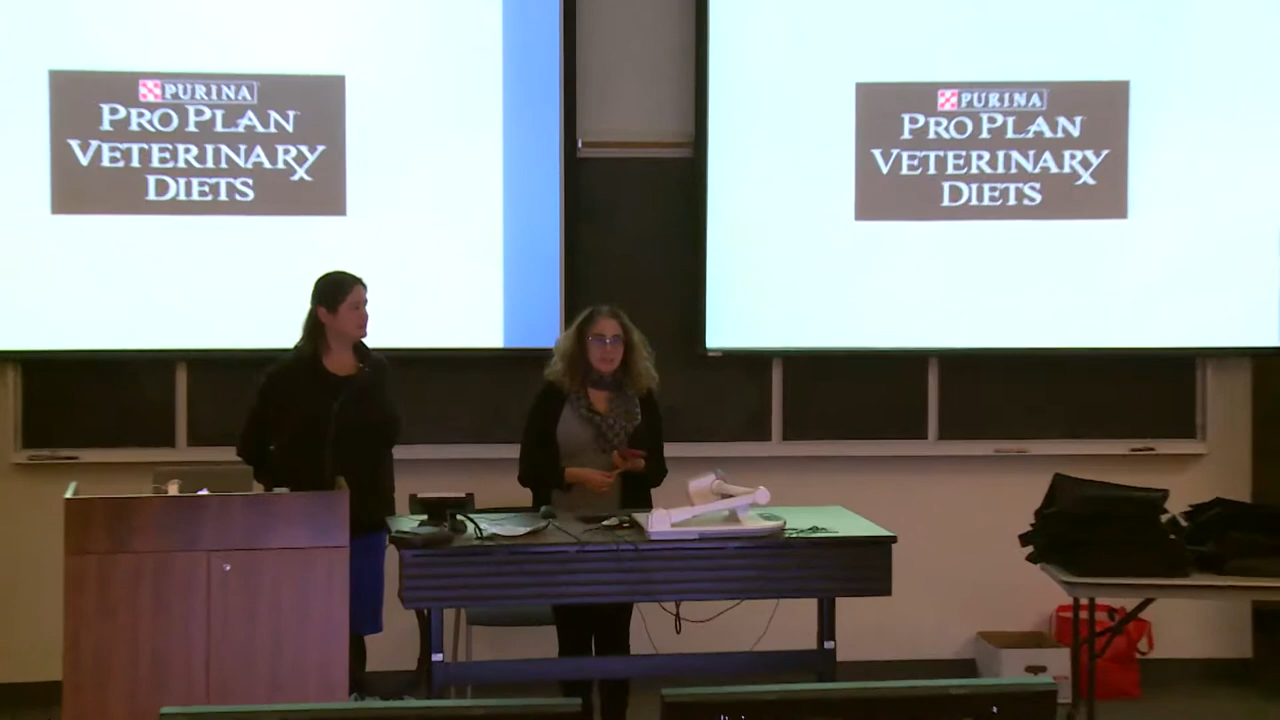 PURINA
PRO PLAN
VETERINARY
DIETS
PURINA
PRO PLAN
VETERINARY
DIETS